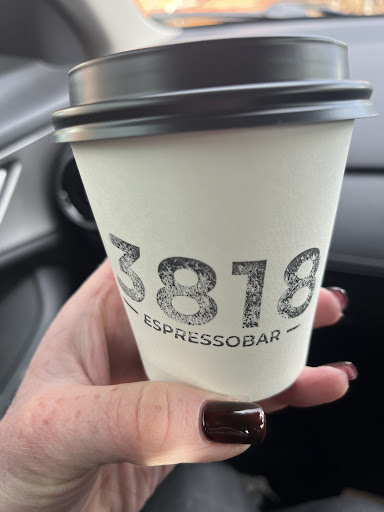 3818
— ESPRESSOBAR —